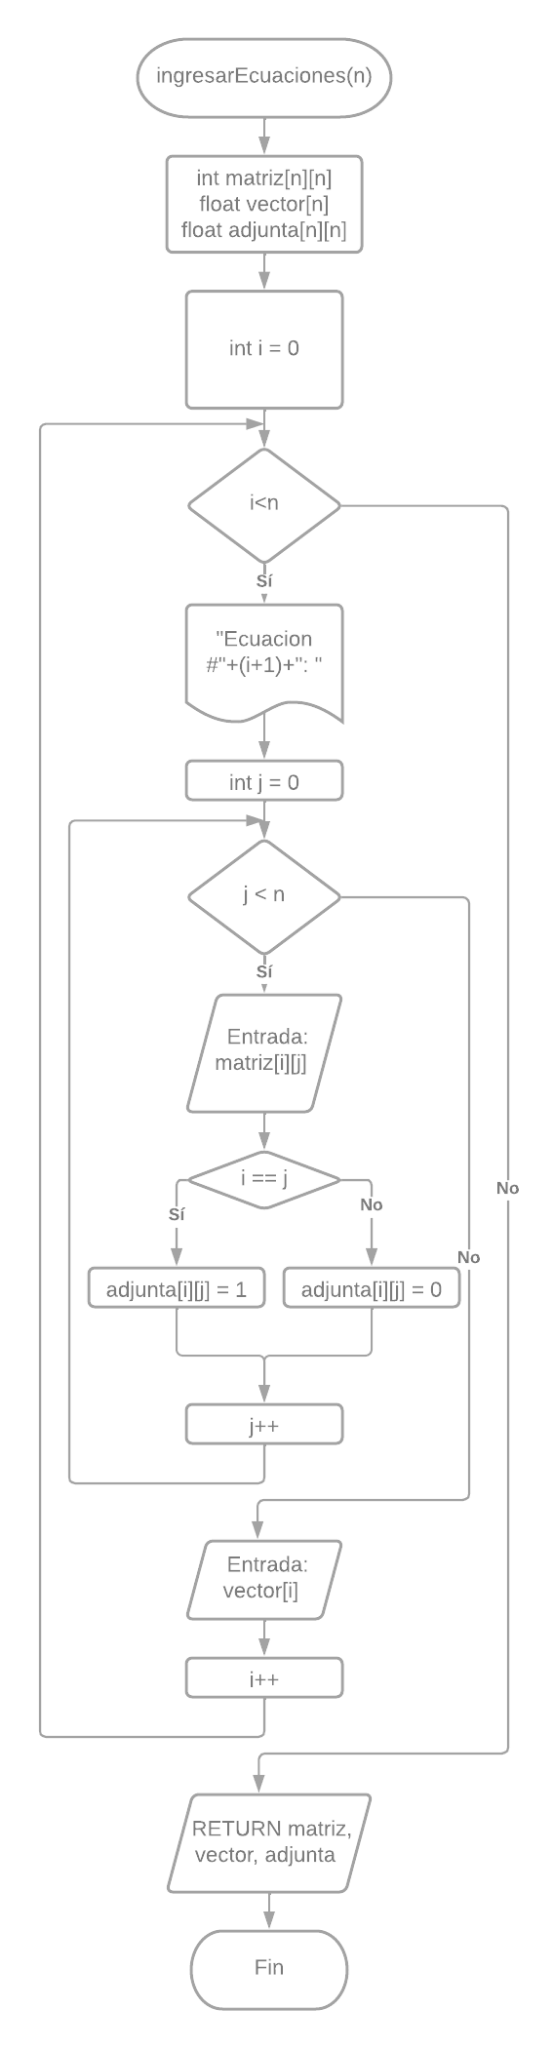 ingresarEcuaciones(n)
int matriz[n][n]
float vector[n]
float adjunta[n][n]
int i = 0
i<n
Sí
"Ecuacion
#"+(i+1)+": "
int j = 0
j < n
Sí
Entrada:
matriz[i][j]
i == j
Sí
No
No
No
adjunta[i][j] = 1
adjunta[i][j] = 0
j++
Entrada:
vector[i]
i++
RETURN matriz,
vector, adjunta
Fin